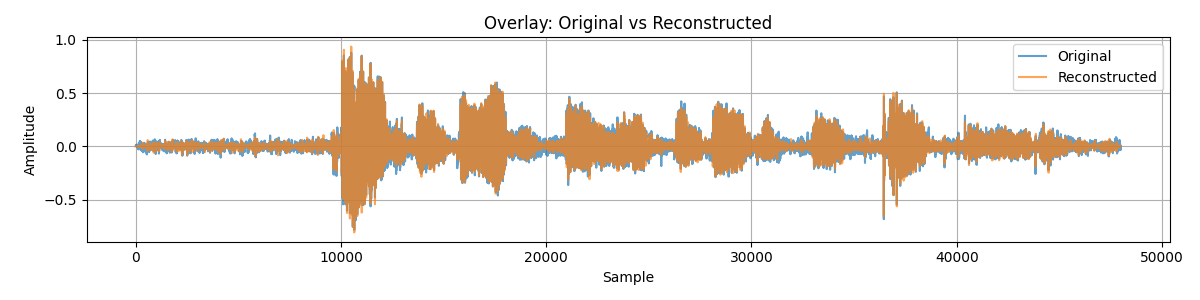 Overlay: Original vs Reconstructed
1.0
0.5
0.0
−0.5
Amplitude
Original
Reconstructed
0
10000
20000
30000
40000
50000
Sample